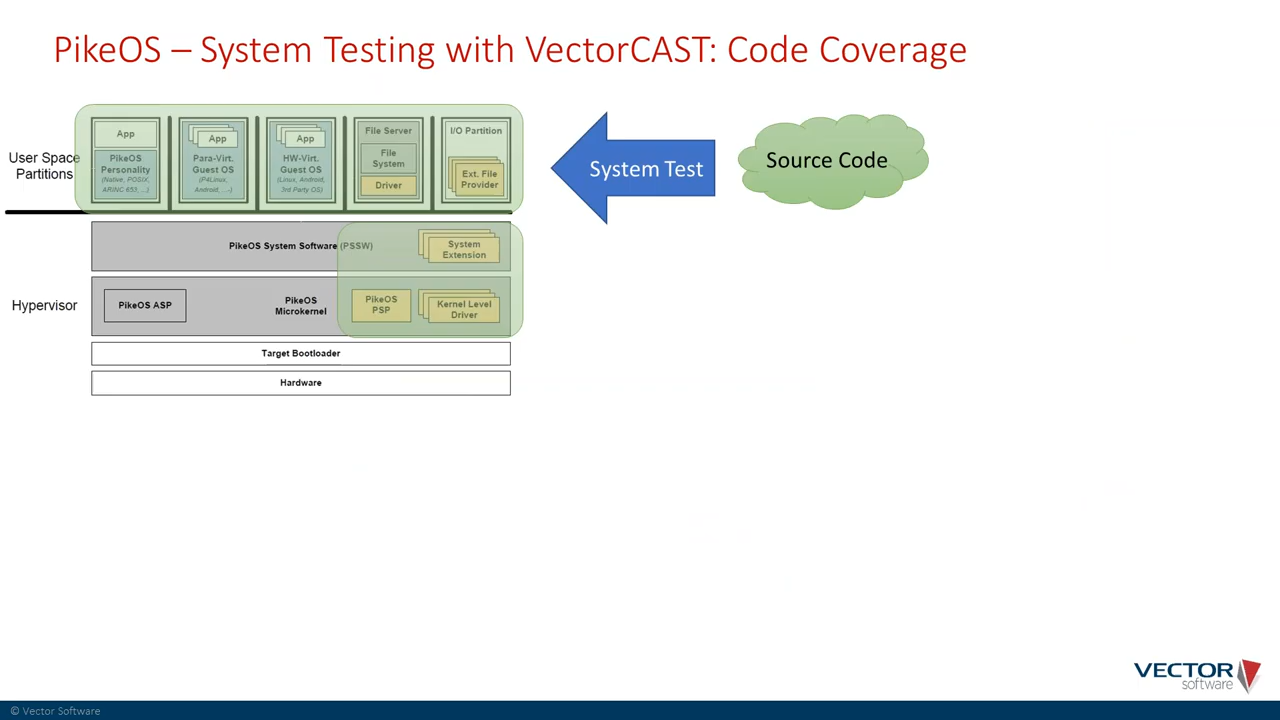 PikeOS – System Testing with VectorCAST: Code Coverage
User Space
Partitions
App
PikeOS
Personality
(Native, POSIX,
ARINC 653, ...)
App
Para-Virt.
Guest OS
(P4Linux,
Android, ...)
App
HW-Virt.
Guest OS
(Linux, Android,
3rd Party OS)
File Server
File
System
Driver
I/O Partition
Ext. File
Provider
System Test
Source Code
Hypervisor
PikeOS System Software (PSSW)
System
Extension
PikeOS ASP
PikeOS
Microkernel
PikeOS
PSP
Kernel Level
Driver
Target Bootloader
Hardware
VECTOR
software
© Vector Software